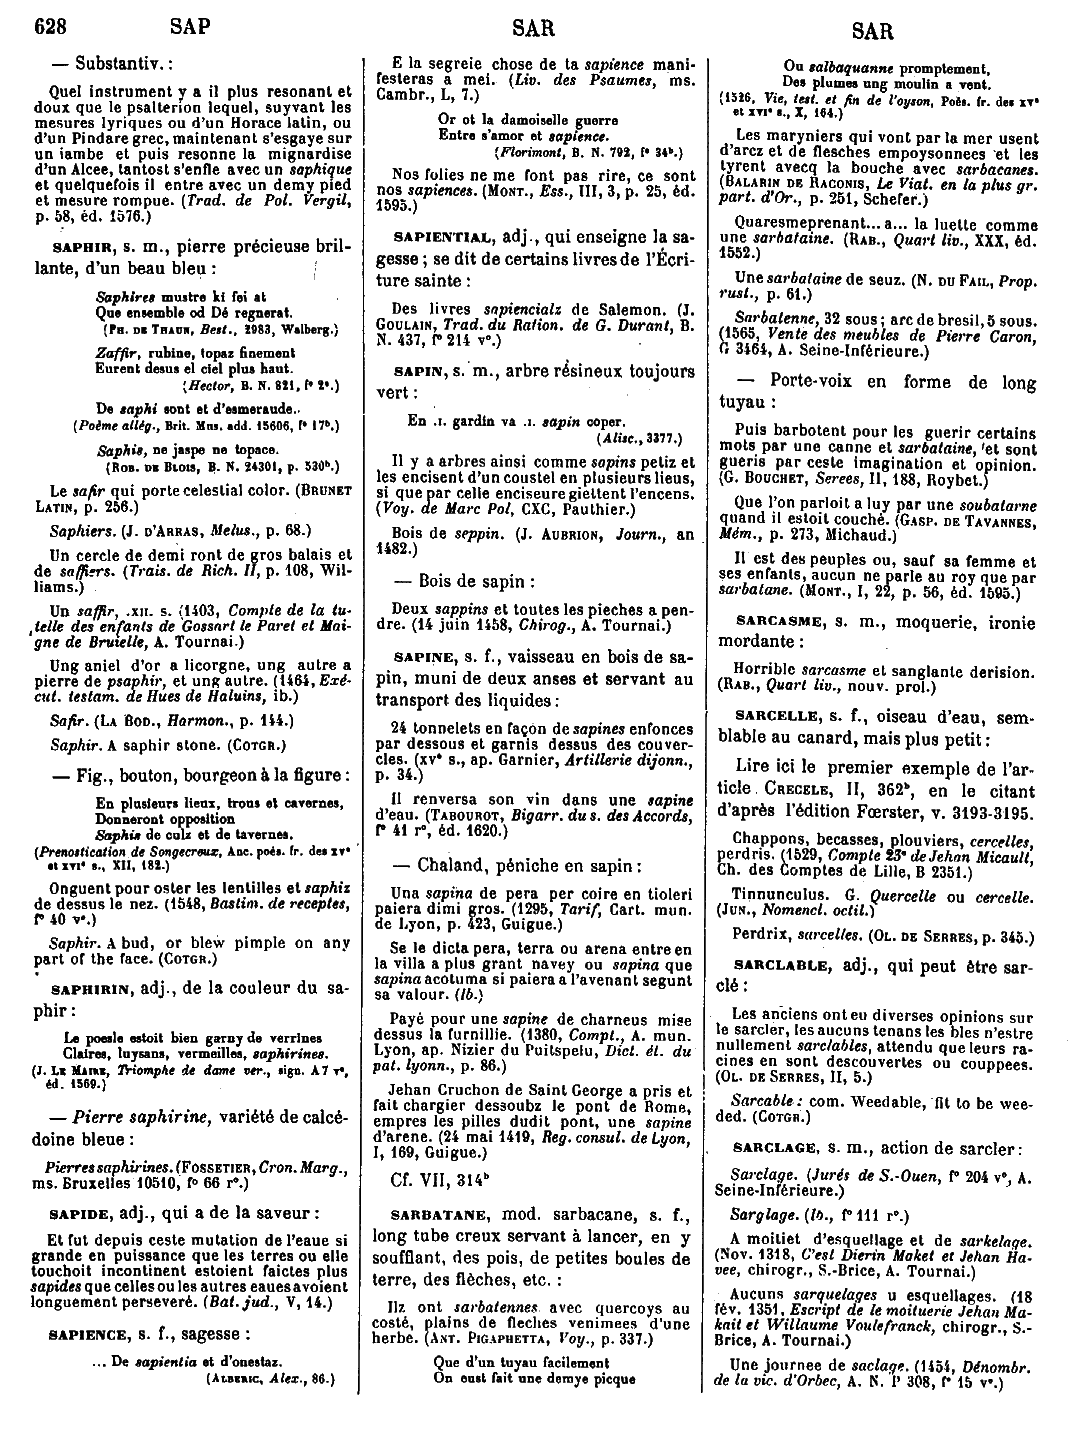 628 SAP SAR SAR
— Substantiv. :
Quel instrument y a il plus resonant et
doux que le psalterion lequel, suyvant les
mesures lyriques ou d'un Horace latin, ou
d'un Pindare grec, maintenant s'esgaye sur
un iambe et puis resonne la mignardise
d'un Alcee, tantost s'enfle avec un saphique
et quelquefois il entre avec un demy pied
et mesure rompue. (Trad. de Pol. Vergil,
p. 58, éd. 1576.)
SAPHIR, s. m., pierre précieuse bril-
lante, d'un beau bleu :
Saphires mustre ki fei at
Que ensemble od Dé regnerat.
(PH. DE THAUN, Best., 2983, Walberg.)
Zaffir, rubine, topaz finement
Eurent desus el ciel plus haut.
(Hector, B. N. 821, f° 2ᵉ.)
De saphi sont et d'esmeraude..
(Poème allég., Brit. Mus. add. 15606, f° 17ᵇ.)
Saphis, ne jaspe ne topace.
(ROB. DE BLOIS, B. N. 24301, p. 530ᵇ.)
Le safir qui porte celestial color. (BRUNET
LATIN, p. 256.)
Saphiers. (J. D'ARRAS, Melus., p. 68.)
Un cercle de demi ront de gros balais et
de saffiers. (Trais. de Rich. II, p. 108, Wil-
liams.)
Un saffir, .XII. s. (1403, Compte de la tu-
telle des enfants de Gossart le Paret et Mai-
gne de Bruielle, A. Tournai.)
Ung aniel d'or a licorgne, ung autre a
pierre de psaphir, et ung autre. (1464, Exé-
cut. testam. de Hues de Haluins, ib.)
Safir. (LA BOD., Harmon., p. 144.)
Saphir. A saphir stone. (COTGR.)
— Fig., bouton, bourgeon à la figure :
En plusieurs lieux, trous et cavernes,
Donneront opposition
Saphis de culz et de tavernes.
(Prenostication de Songecreux, Anc. poés. fr. des XVᵉ
et XVIᵉ s., XII, 182.)
Onguent pour oster les lentilles et saphiz
de dessus le nez. (1548, Bastim. de receptes,
f° 40 v°.)
Saphir. A bud, or blew pimple on any
part of the face. (COTGR.)
SAPHIRIN, adj., de la couleur du sa-
phir :
Le poesle estoit bien garny de verrines
Claires, luysans, vermeilles, saphirines.
(J. LE MAIRE, Triomphe de dame ver., sign. A 7 v°,
éd. 1569.)
— Pierre saphirine, variété de calcé-
doine bleue :
Pierres saphirines. (FOSSETIER, Cron. Marg.,
ms. Bruxelles 10510, f° 66 r°.)
SAPIDE, adj., qui a de la saveur :
Et fut depuis ceste mutation de l'eaue si
grande en puissance que les terres ou elle
touchoit incontinent estoient faictes plus
sapides que celles ou les autres eaues avoient
longuement perseveré. (Bat. jud., V, 14.)
SAPIENCE, s. f., sagesse :
... De sapientia et d'onestaz.
(ALBERIC, Alex., 86.)
E la segreie chose de ta sapience mani-
festeras a mei. (Liv. des Psaumes, ms.
Cambr., L, 7.)
Or ot la damoiselle guerre
Entre s'amor et sapience.
(Florimont, B. N. 792, f° 34ᵇ.)
Nos folies ne me font pas rire, ce sont
nos sapiences. (MONT., Ess., III, 3, p. 25, éd.
1595.)
SAPIENTIAL, adj., qui enseigne la sa-
gesse ; se dit de certains livres de l'Écri-
ture sainte :
Des livres sapiencialz de Salemon. (J.
GOULAIN, Trad. du Ration. de G. Durant, B.
N. 437, f° 214 v°.)
SAPIN, s. m., arbre résineux toujours
vert :
En .I. gardin va .I. sapin coper.
(Alisc., 3377.)
Il y a arbres ainsi comme sapins petiz et
les encisent d'un coustel en plusieurs lieus,
si que par celle enciseure giettent l'encens.
(Voy. de Marc Pol, CXC, Pauthier.)
Bois de seppin. (J. AUBRION, Journ., an
1482.)
— Bois de sapin :
Deux sappins et toutes les pieches a pen-
dre. (14 juin 1458, Chirog., A. Tournai.)
SAPINE, s. f., vaisseau en bois de sa-
pin, muni de deux anses et servant au
transport des liquides :
24 tonnelets en façon de sapines enfonces
par dessous et garnis dessus des couver-
cles. (XVᵉ s., ap. Garnier, Artillerie dijonn.,
p. 34.)
Il renversa son vin dans une sapine
d'eau. (TABOUROT, Bigarr. du s. des Accords,
f° 41 r°, éd. 1620.)
— Chaland, péniche en sapin :
Una sapina de pera per coire en tioleri
paiera dimi gros. (1295, Tarif, Cart. mun.
de Lyon, p. 423, Guigue.)
Se le dicta pera, terra ou arena entre en
la villa a plus grant navey ou sapina que
sapina acotuma si paiera a l'avenant segunt
sa valour. (Ib.)
Payé pour une sapine de charneus mise
dessus la furnillie. (1380, Compt., A. mun.
Lyon, ap. Nizier du Puitspelu, Dict. ét. du
pat. lyonn., p. 86.)
Jehan Cruchon de Saint George a pris et
fait chargier dessoubz le pont de Rome,
empres les pilles dudit pont, une sapine
d'arene. (24 mai 1419, Reg. consul. de Lyon,
I, 169, Guigue.)
Cf. VII, 314ᵇ
SARBATANE, mod. sarbacane, s. f.,
long tube creux servant à lancer, en y
soufflant, des pois, de petites boules de
terre, des flèches, etc. :
Ilz ont sarbatennes avec quercoys au
costé, plains de fleches venimees d'une
herbe. (ANT. PIGAPHETTA, Voy., p. 337.)
Que d'un tuyau facilement
On eust fait une demye picque
Ou salbaquanne promptement,
Des plumes ung moulin a vent.
(1526, Vie, test. et fin de l'oyson, Poés. fr. des XVᵉ
et XVIᵉ s., X, 164.)
Les maryniers qui vont par la mer usent
d'arcz et de flesches empoysonnees et les
tyrent avecq la bouche avec sarbacanes.
(BALARIN DE RACONIS, Le Viat. en la plus gr.
part. d'Or., p. 251, Schefer.)
Quaresmeprenant... a... la luette comme
une sarbataine. (RAB., Quart liv., XXX, éd.
1552.)
Une sarbataine de seuz. (N. DU FAIL, Prop.
rust., p. 61.)
Sarbatenne, 32 sous ; arc de bresil, 5 sous.
(1565, Vente des meubles de Pierre Caron,
G 3464, A. Seine-Inférieure.)
— Porte-voix en forme de long
tuyau :
Puis barbotent pour les guerir certains
mots par une canne et sarbataine, et sont
gueris par ceste imagination et opinion.
(G. BOUCHET, Serees, II, 188, Roybet.)
Que l'on parloit a luy par une soubatarne
quand il estoit couché. (GASP. DE TAVANNES,
Mém., p. 273, Michaud.)
Il est des peuples ou, sauf sa femme et
ses enfants, aucun ne parle au roy que par
sarbatane. (MONT., I, 22, p. 56, éd. 1595.)
SARCASME, s. m., moquerie, ironie
mordante :
Horrible sarcasme et sanglante derision.
(RAB., Quart liv., nouv. prol.)
SARCELLE, s. f., oiseau d'eau, sem-
blable au canard, mais plus petit :
Lire ici le premier exemple de l'ar-
ticle CRECELE, II, 362ᵇ, en le citant
d'après l'édition Fœrster, v. 3193-3195.
Chappons, becasses, plouviers, cercelles,
perdris. (1529, Compte 23ᵉ de Jehan Micault,
Ch. des Comptes de Lille, B 2351.)
Tinnunculus. G. Quercelle ou cercelle.
(JUN., Nomencl. octil.)
Perdrix, sarcelles. (OL. DE SERRES, p. 345.)
SARCLABLE, adj., qui peut être sar-
clé :
Les anciens ont eu diverses opinions sur
le sarcler, les aucuns tenans les bles n'estre
nullement sarclables, attendu que leurs ra-
cines en sont descouvertes ou couppees.
(OL. DE SERRES, II, 5.)
Sarcable : com. Weedable, fit to be wee-
ded. (COTGR.)
SARCLAGE, s. m., action de sarcler :
Sarclage. (Jurés de S.-Ouen, f° 204 v°, A.
Seine-Inférieure.)
Sarglage. (Ib., f° 111 r°.)
A moitiet d'esquellage et de sarkelage.
(Nov. 1318, C'est Dierin Maket et Jehan Ha-
vee, chirogr., S.-Brice, A. Tournai.)
Aucuns sarquelages u esquellages. (18
fév. 1351, Escript de le moituerie Jehan Ma-
kait et Willaume Voulefranck, chirogr., S.-
Brice, A. Tournai.)
Une journee de saclage. (1454, Dénombr.
de la vic. d'Orbec, A. N. P 308, f° 15 v°.)